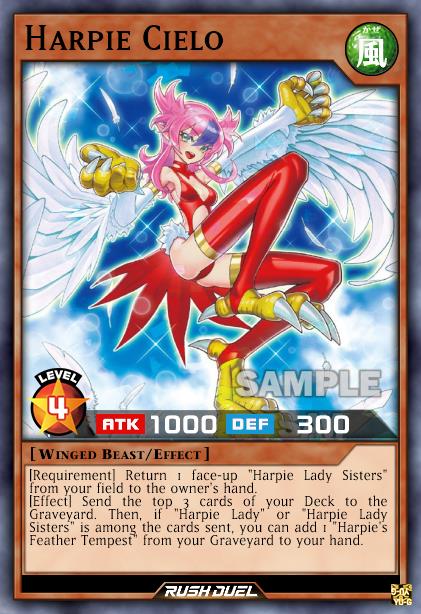 HARPIE CIELO
かぜ
風
SAMPLE
LEVEL
4
ATK 1000 DEF 300
[WINGED BEAST/EFFECT]
[Requirement] Return 1 face-up "Harpie Lady Sisters"
from your field to the owner's hand.
[Effect] Send the top 3 cards of your Deck to the
Graveyard. Then, if "Harpie Lady" or "Harpie Lady
Sisters" is among the cards sent, you can add 1 "Harpie's
Feather Tempest" from your Graveyard to your hand.
RUSH DUEL